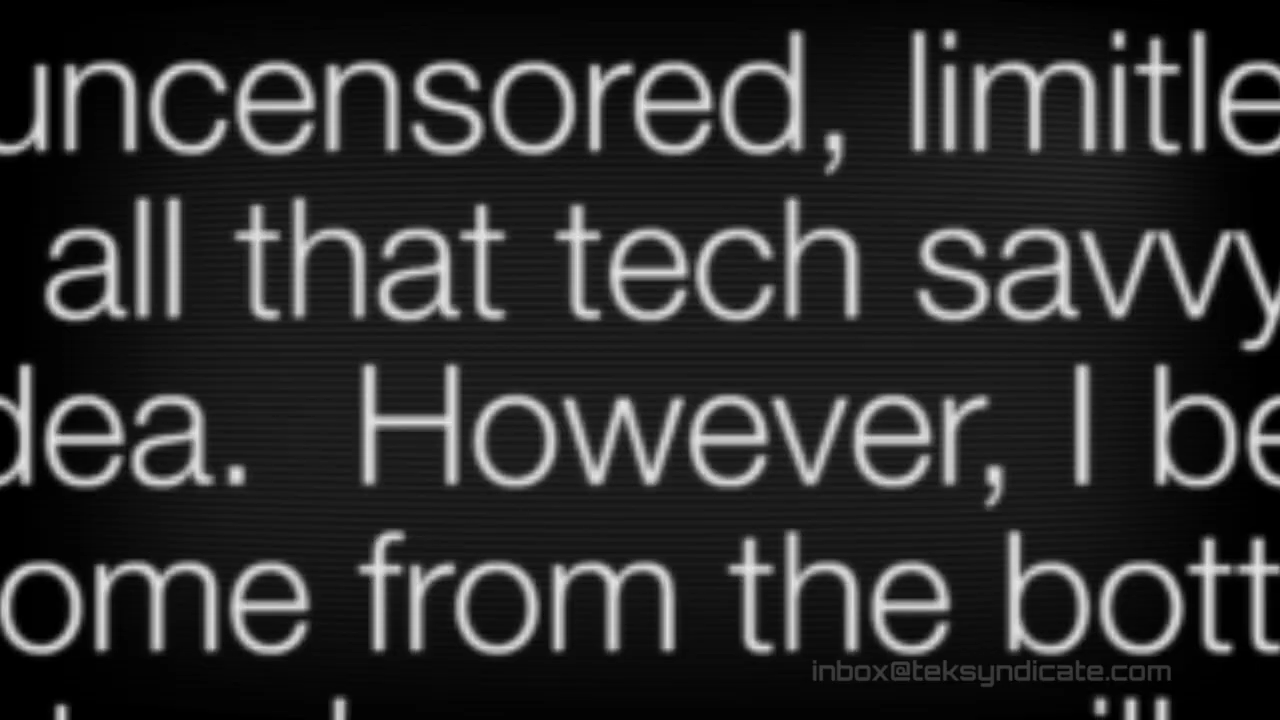 uncensored, limitle
all that tech savvy
dea. However, I be
ome from the bott
inbox@teksyndicate.com